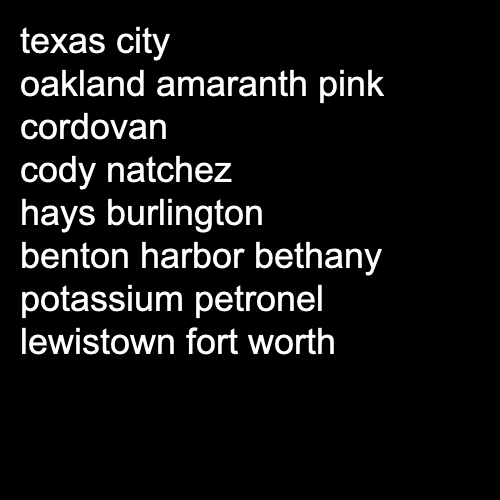 texas city
oakland amaranth pink
cordovan
cody natchez
hays burlington
benton harbor bethany
potassium petronel
lewistown fort worth